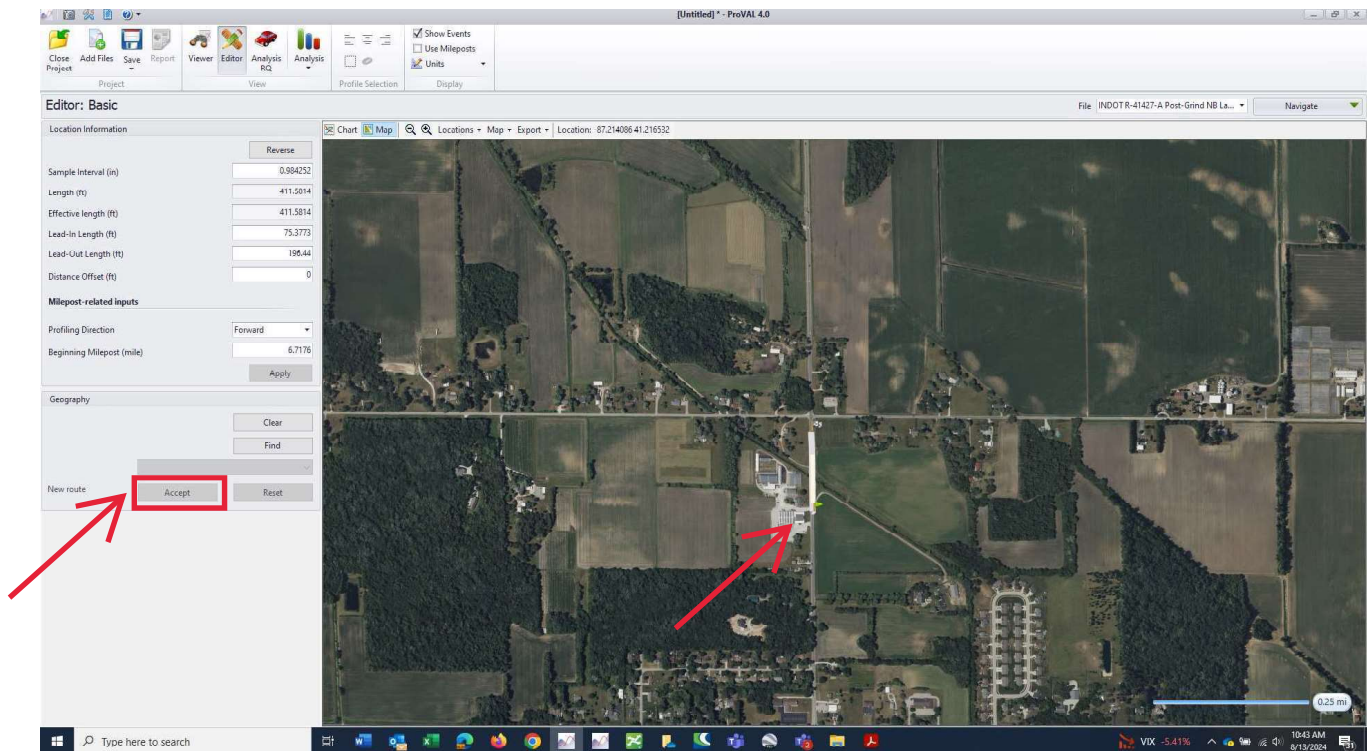 [Untitled] * - ProVAL 4.0
Close Project
Add Files
Save
Report
Viewer
Editor
Analysis RQ
Analysis
Show Events
Use Mileposts
Units
Project
View
Profile Selection
Display
Editor: Basic
File INDOT R-41427-A Post-Grind NB La...
Navigate
Location Information
Chart Map Locations Map Export Location: 87.214086 41.216532
Reverse
Sample Interval (in) 0.984252
Length (ft) 411.5814
Effective length (ft) 411.5814
Lead-In Length (ft) 75.3773
Lead-Out Length (ft) 196.44
Distance Offset (ft) 0
Milepost-related inputs
Profiling Direction Forward
Beginning Milepost (mile) 6.7176
Apply
Geography
Clear
Find
New route Accept Reset
0.25 mi
Type here to search
VIX -5.41%
10:43 AM
8/13/2024